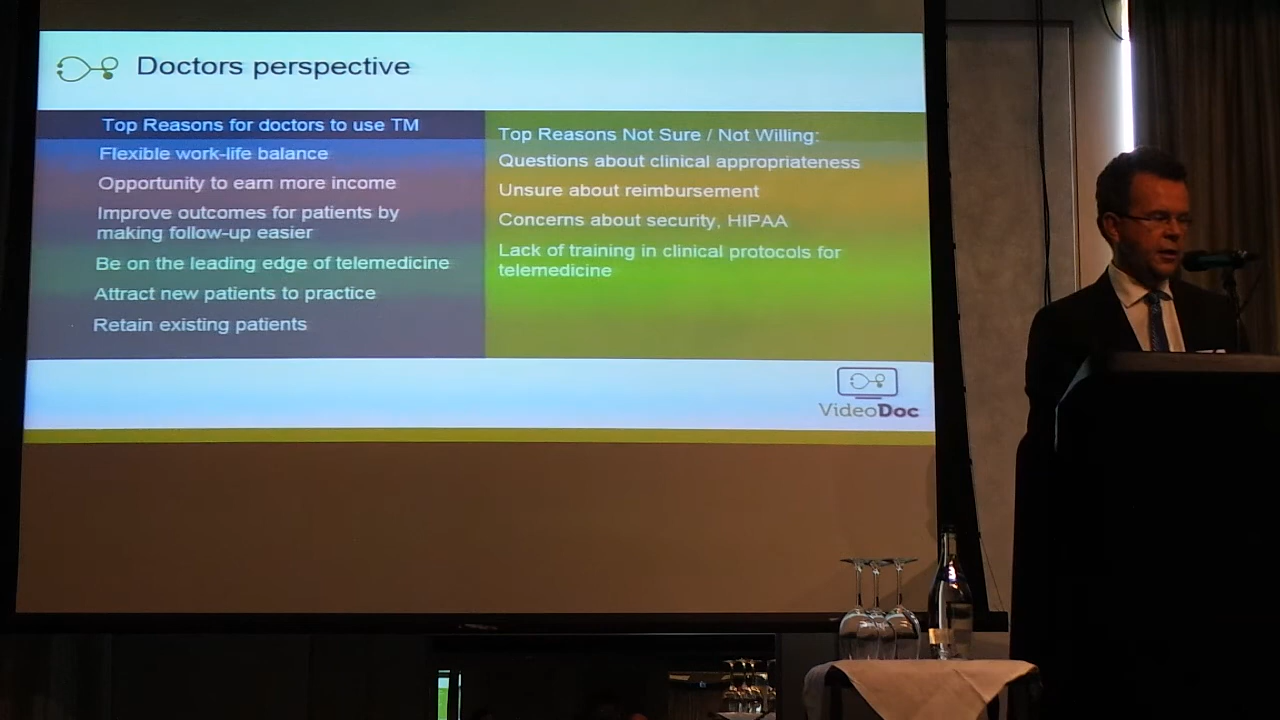 Doctors perspective
Top Reasons for doctors to use TM
Flexible work-life balance
Opportunity to earn more income
Improve outcomes for patients by
making follow-up easier
Be on the leading edge of telemedicine
Attract new patients to practice
Retain existing patients
Top Reasons Not Sure / Not Willing:
Questions about clinical appropriateness
Unsure about reimbursement
Concerns about security, HIPAA
Lack of training in clinical protocols for
telemedicine
VideoDoc